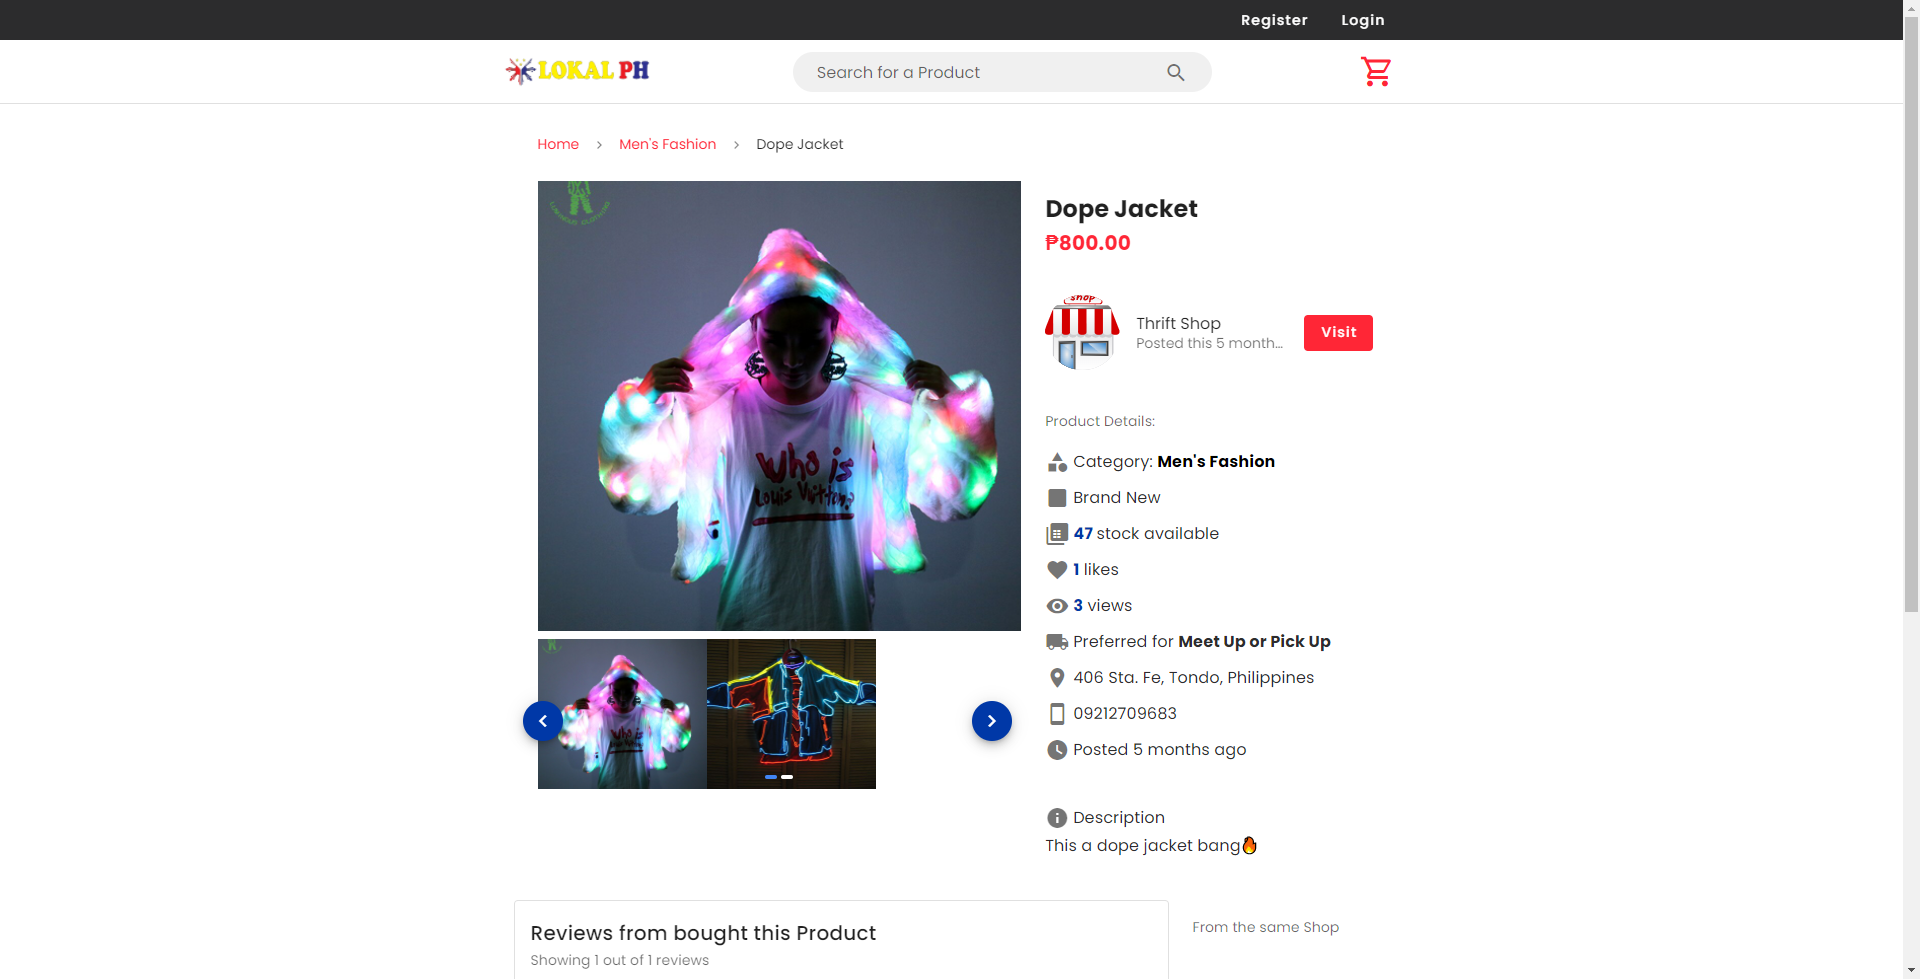 Register
Login
LOKAL PH
Search for a Product
Home
Men's Fashion
Dope Jacket
Dope Jacket
₱800.00
shop
Thrift Shop
Posted this 5 month...
Visit
Who is
Louis Vuitton?
Product Details:
Category: Men's Fashion
Brand New
47 stock available
1 likes
3 views
Preferred for Meet Up or Pick Up
406 Sta. Fe, Tondo, Philippines
09212709683
Posted 5 months ago
Description
This a dope jacket bang🔥
Reviews from bought this Product
Showing 1 out of 1 reviews
From the same Shop